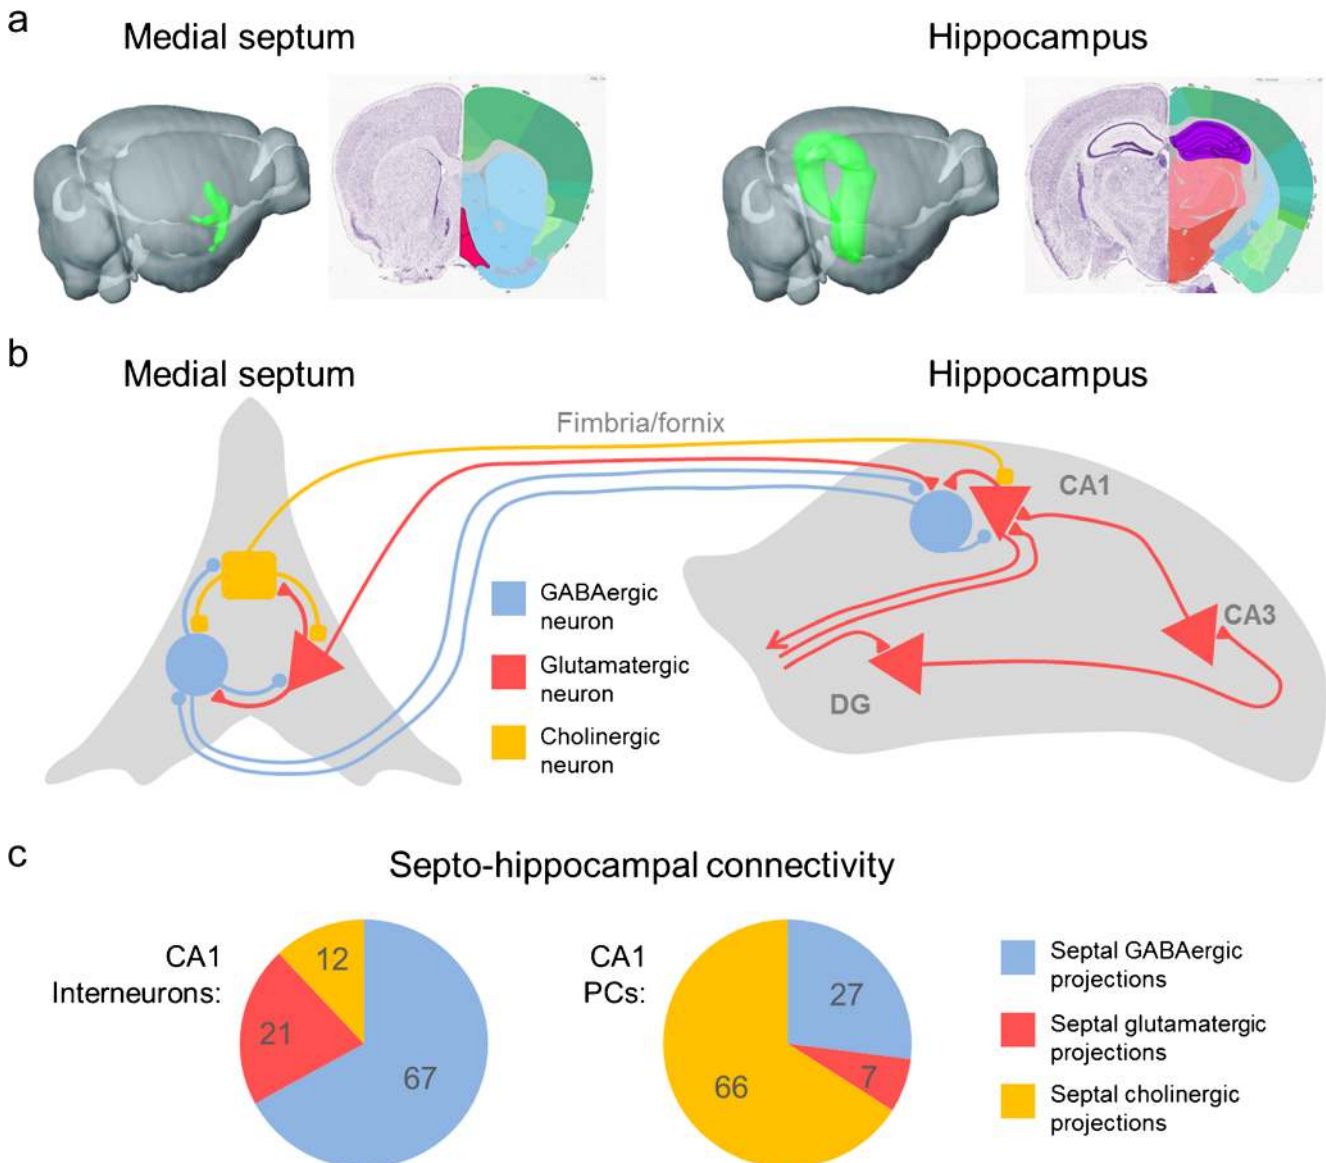 a
Medial septum
Hippocampus
b
Medial septum
Hippocampus
Fimbria/fornix
CA1
CA3
DG
GABAergic
neuron
Glutamatergic
neuron
Cholinergic
neuron
c
Septo-hippocampal connectivity
CA1
Interneurons:
12
21
67
CA1
PCs:
27
7
66
Septal GABAergic
projections
Septal glutamatergic
projections
Septal cholinergic
projections